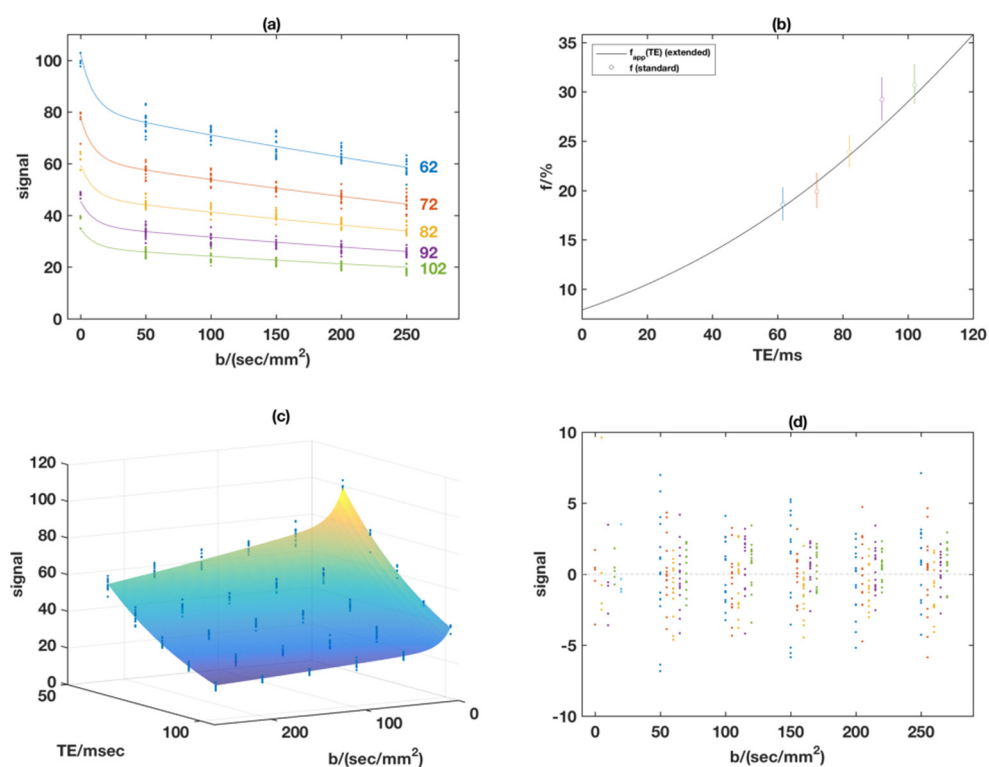 (a)
100
80
60
40
20
0
signal
62
72
82
92
102
0 50 100 150 200 250
b/(sec/mm²)
(b)
35
30
25
20
15
10
f/%
f_app(TE) (extended)
f (standard)
0 20 40 60 80 100 120
TE/ms
(c)
120
100
80
60
40
20
0
signal
50
100
TE/msec
200
100
0
b/(sec/mm²)
(d)
10
5
0
-5
-10
signal
0 50 100 150 200 250
b/(sec/mm²)